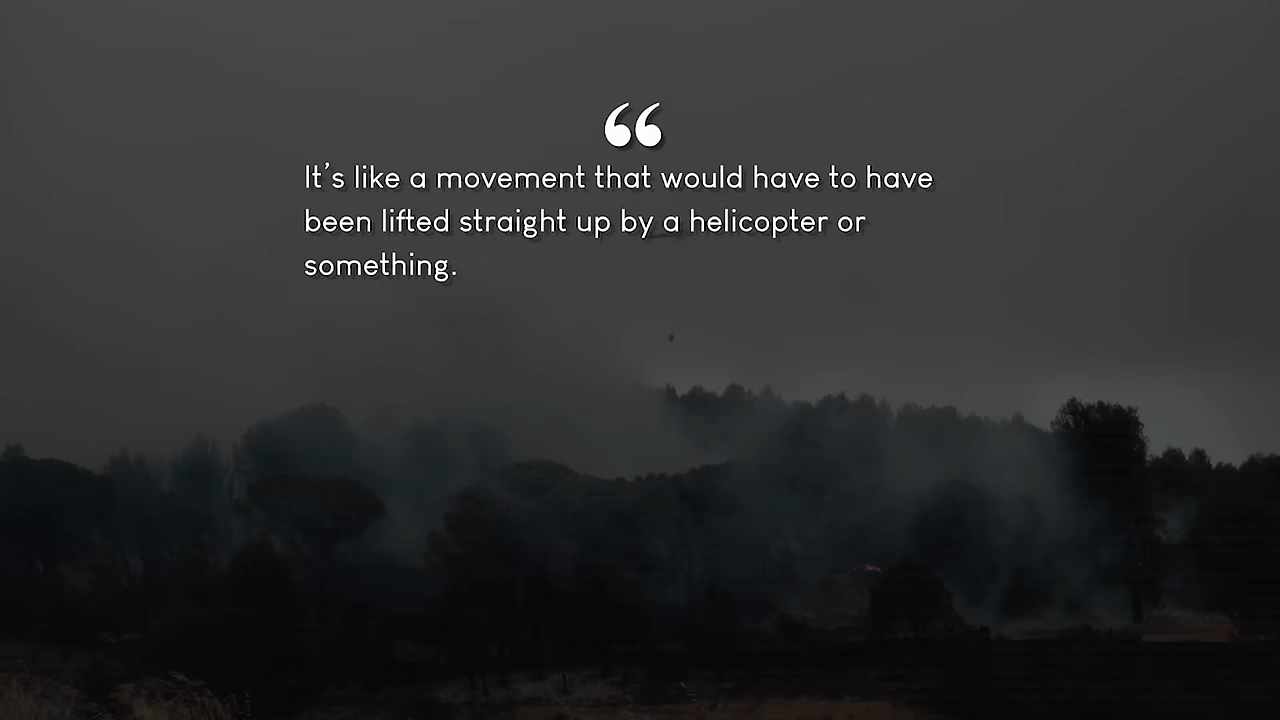 “
It’s like a movement that would have to have
been lifted straight up by a helicopter or
something.